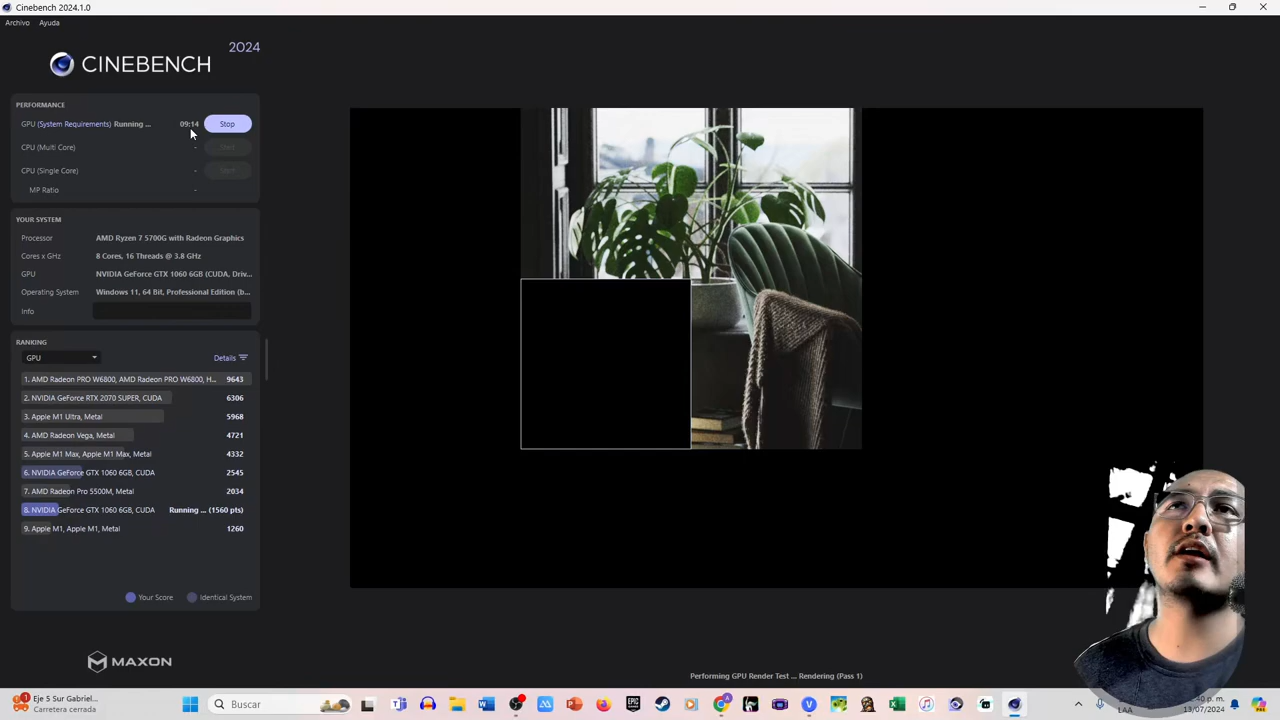 Cinebench 2024.1.0
Archivo Ayuda
CINEBENCH 2024
PERFORMANCE
GPU (System Requirements) Running ... 09:14 Stop
CPU (Multi Core) - Start
CPU (Single Core) - Start
MP Ratio -
YOUR SYSTEM
Processor AMD Ryzen 7 5700G with Radeon Graphics
Cores x GHz 8 Cores, 16 Threads @ 3.8 GHz
GPU NVIDIA GeForce GTX 1060 6GB (CUDA, Driv...
Operating System Windows 11, 64 Bit, Professional Edition (b...
Info
RANKING
GPU Details
1. AMD Radeon PRO W6800, AMD Radeon PRO W6800, H... 9643
2. NVIDIA GeForce RTX 2070 SUPER, CUDA 6306
3. Apple M1 Ultra, Metal 5968
4. AMD Radeon Vega, Metal 4721
5. Apple M1 Max, Apple M1 Max, Metal 4332
6. NVIDIA GeForce GTX 1060 6GB, CUDA 2545
7. AMD Radeon Pro 5500M, Metal 2034
8. NVIDIA GeForce GTX 1060 6GB, CUDA Running ... (1560 pts)
9. Apple M1, Apple M1, Metal 1260
Your Score Identical System
MAXON
Performing GPU Render Test ... Rendering (Pass 1)
Eje 5 Sur Gabriel...
Carretera cerrada
Buscar
LAA
40 p. m.
13/07/2024